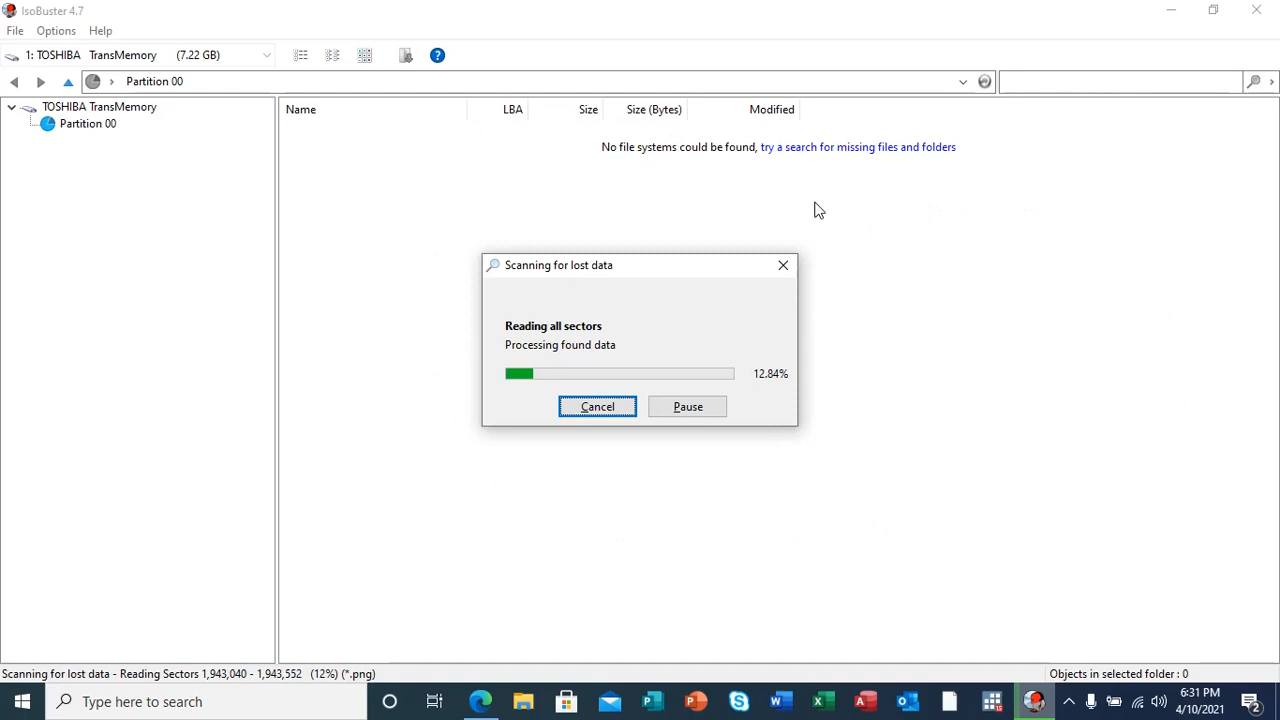 IsoBuster 4.7
File Options Help
1: TOSHIBA TransMemory (7.22 GB)
Partition 00
TOSHIBA TransMemory
Partition 00
Name LBA Size Size (Bytes) Modified
No file systems could be found, try a search for missing files and folders
Scanning for lost data
Reading all sectors
Processing found data
12.84%
Cancel Pause
Scanning for lost data - Reading Sectors 1,943,040 - 1,943,552 (12%) (*.png)
Objects in selected folder : 0
Type here to search
6:31 PM
4/10/2021
2